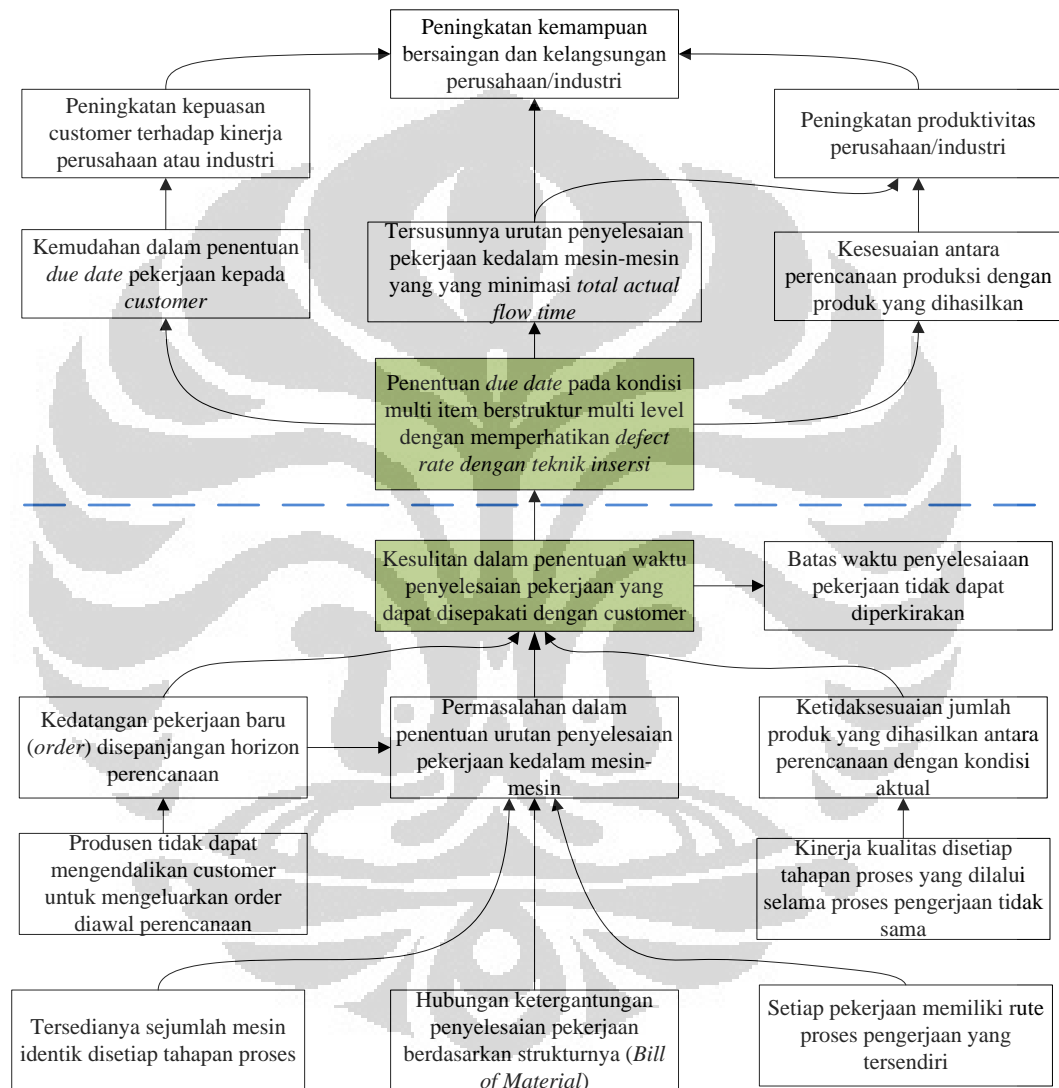 Peningkatan kemampuan
bersaingan dan kelangsungan
perusahaan/industri
Peningkatan kepuasan
customer terhadap kinerja
perusahaan atau industri
Peningkatan produktivitas
perusahaan/industri
Kemudahan dalam penentuan
due date pekerjaan kepada
customer
Tersusunnya urutan penyelesaian
pekerjaan kedalam mesin-mesin
yang yang minimasi total actual
flow time
Kesesuaian antara
perencanaan produksi dengan
produk yang dihasilkan
Penentuan due date pada kondisi
multi item berstruktur multi level
dengan memperhatikan defect
rate dengan teknik insersi
Kesulitan dalam penentuan waktu
penyelesaian pekerjaan yang
dapat disepakati dengan customer
Batas waktu penyelesaiaan
pekerjaan tidak dapat
diperkirakan
Kedatangan pekerjaan baru
(order) disepanjangan horizon
perencanaan
Permasalahan dalam
penentuan urutan penyelesaian
pekerjaan kedalam mesin-
mesin
Ketidaksesuaian jumlah
produk yang dihasilkan antara
perencanaan dengan kondisi
aktual
Produsen tidak dapat
mengendalikan customer
untuk mengeluarkan order
diawal perencanaan
Kinerja kualitas disetiap
tahapan proses yang dilalui
selama proses pengerjaan tidak
sama
Tersedianya sejumlah mesin
identik disetiap tahapan proses
Hubungan ketergantungan
penyelesaian pekerjaan
berdasarkan strukturnya (Bill
of Material)
Setiap pekerjaan memiliki rute
proses pengerjaan yang
tersendiri